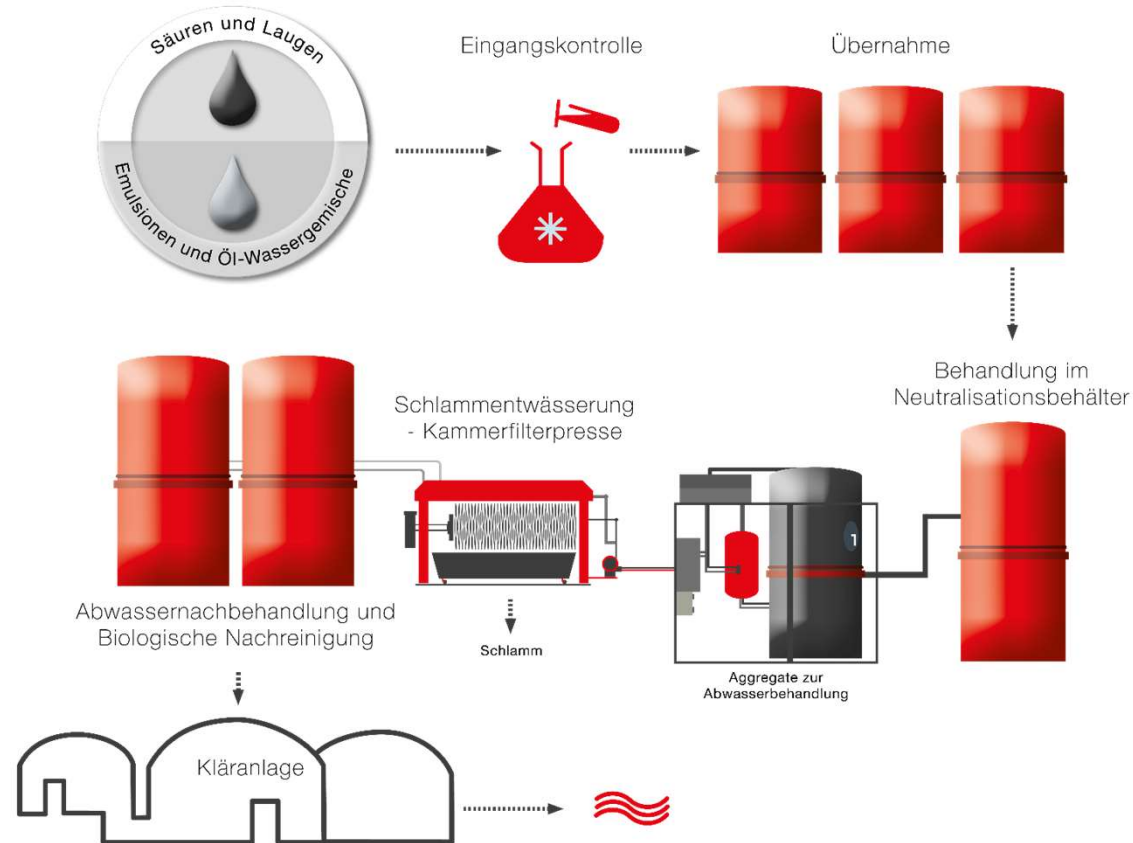 Säuren und Laugen
Emulsionen und Öl-Wassergemische
Eingangskontrolle
Übernahme
Behandlung im
Neutralisationsbehälter
1
Aggregate zur
Abwasserbehandlung
Schlammentwässerung
- Kammerfilterpresse
Schlamm
Abwassernachbehandlung und
Biologische Nachreinigung
Kläranlage